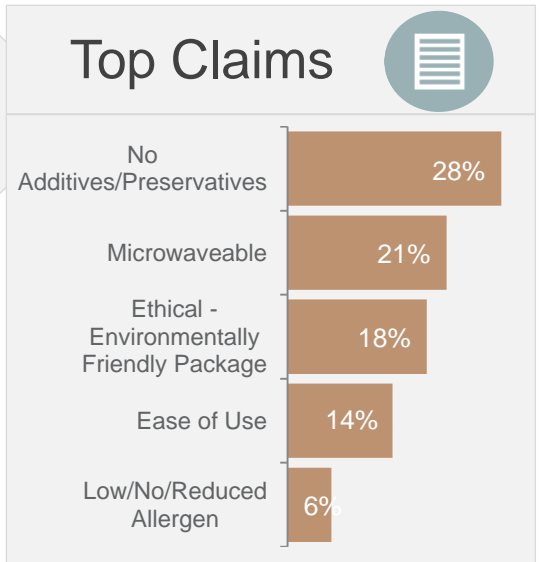 Top Claims
No
Additives/Preservatives
28%
Microwaveable
21%
Ethical -
Environmentally
Friendly Package
18%
Ease of Use
14%
Low/No/Reduced
Allergen
6%